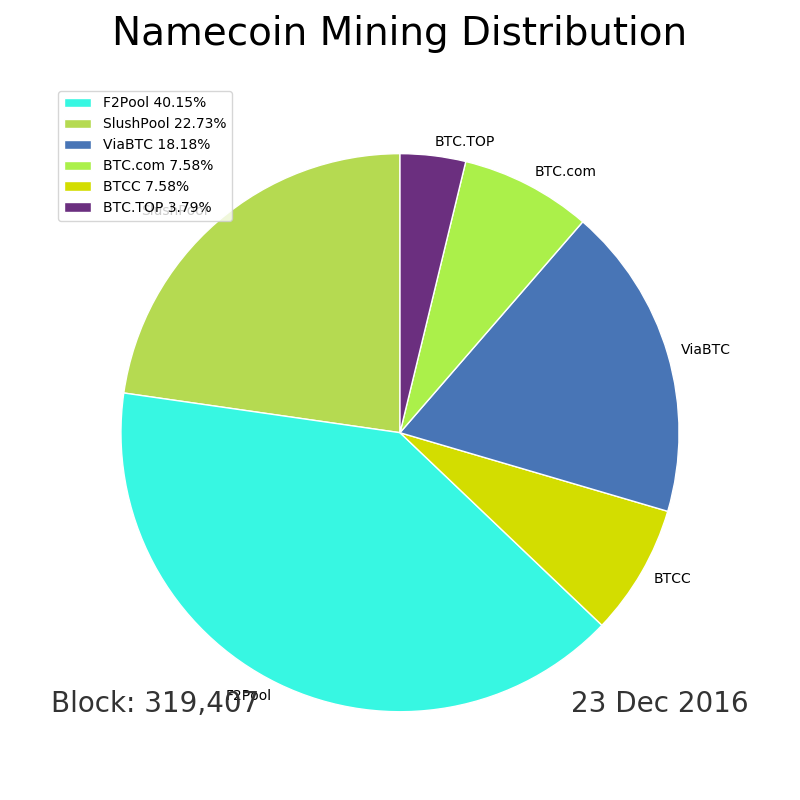 Namecoin Mining Distribution
F2Pool 40.15%
SlushPool 22.73%
ViaBTC 18.18%
BTC.com 7.58%
BTCC 7.58%
BTC.TOP 3.79%
SlushPool
BTC.TOP
BTC.com
ViaBTC
BTCC
F2Pool
Block: 319,407
23 Dec 2016